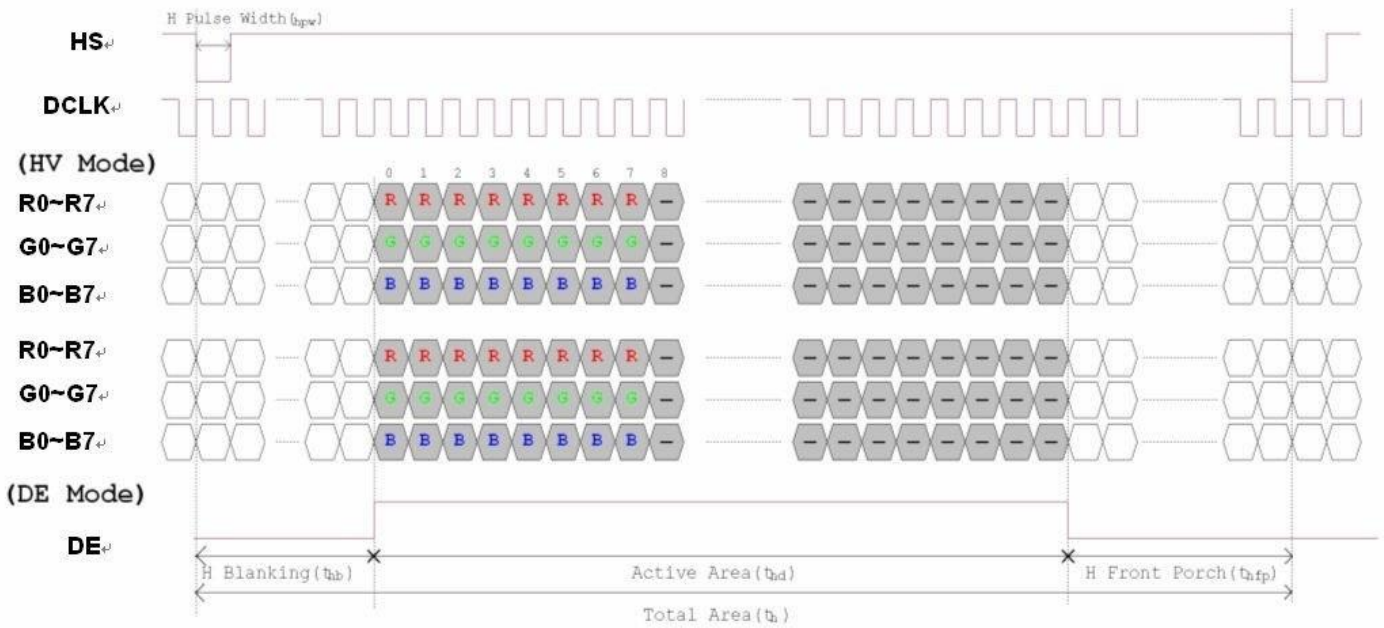 H Pulse Width(thpw)
HS
DCLK
(HV Mode)
0 1 2 3 4 5 6 7 8
R0~R7 R R R R R R R R - - - - - - - - -
G0~G7 G G G G G G G G - - - - - - - - -
B0~B7 B B B B B B B B - - - - - - - - -
R0~R7 R R R R R R R R - - - - - - - - -
G0~G7 G G G G G G G G - - - - - - - - -
B0~B7 B B B B B B B B - - - - - - - - -
(DE Mode)
DE
H Blanking(thb) Active Area(thd) H Front Porch(thfp)
Total Area(th)